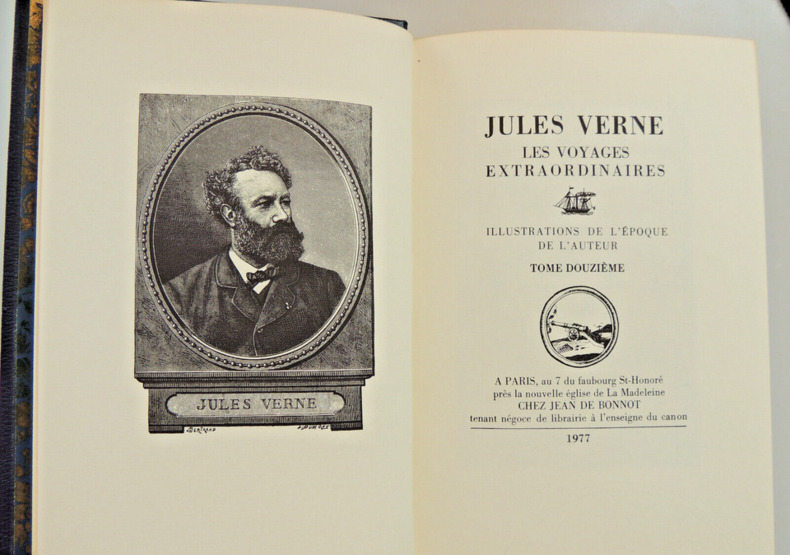 JULES VERNE
BERTRAND
JULES VERNE
LES VOYAGES
EXTRAORDINAIRES
ILLUSTRATIONS DE L'ÉPOQUE
DE L'AUTEUR
TOME DOUZIÈME
A PARIS, au 7 du faubourg St-Honoré
près la nouvelle église de La Madeleine
CHEZ JEAN DE BONNOT
tenant négoce de librairie à l'enseigne du canon
1977